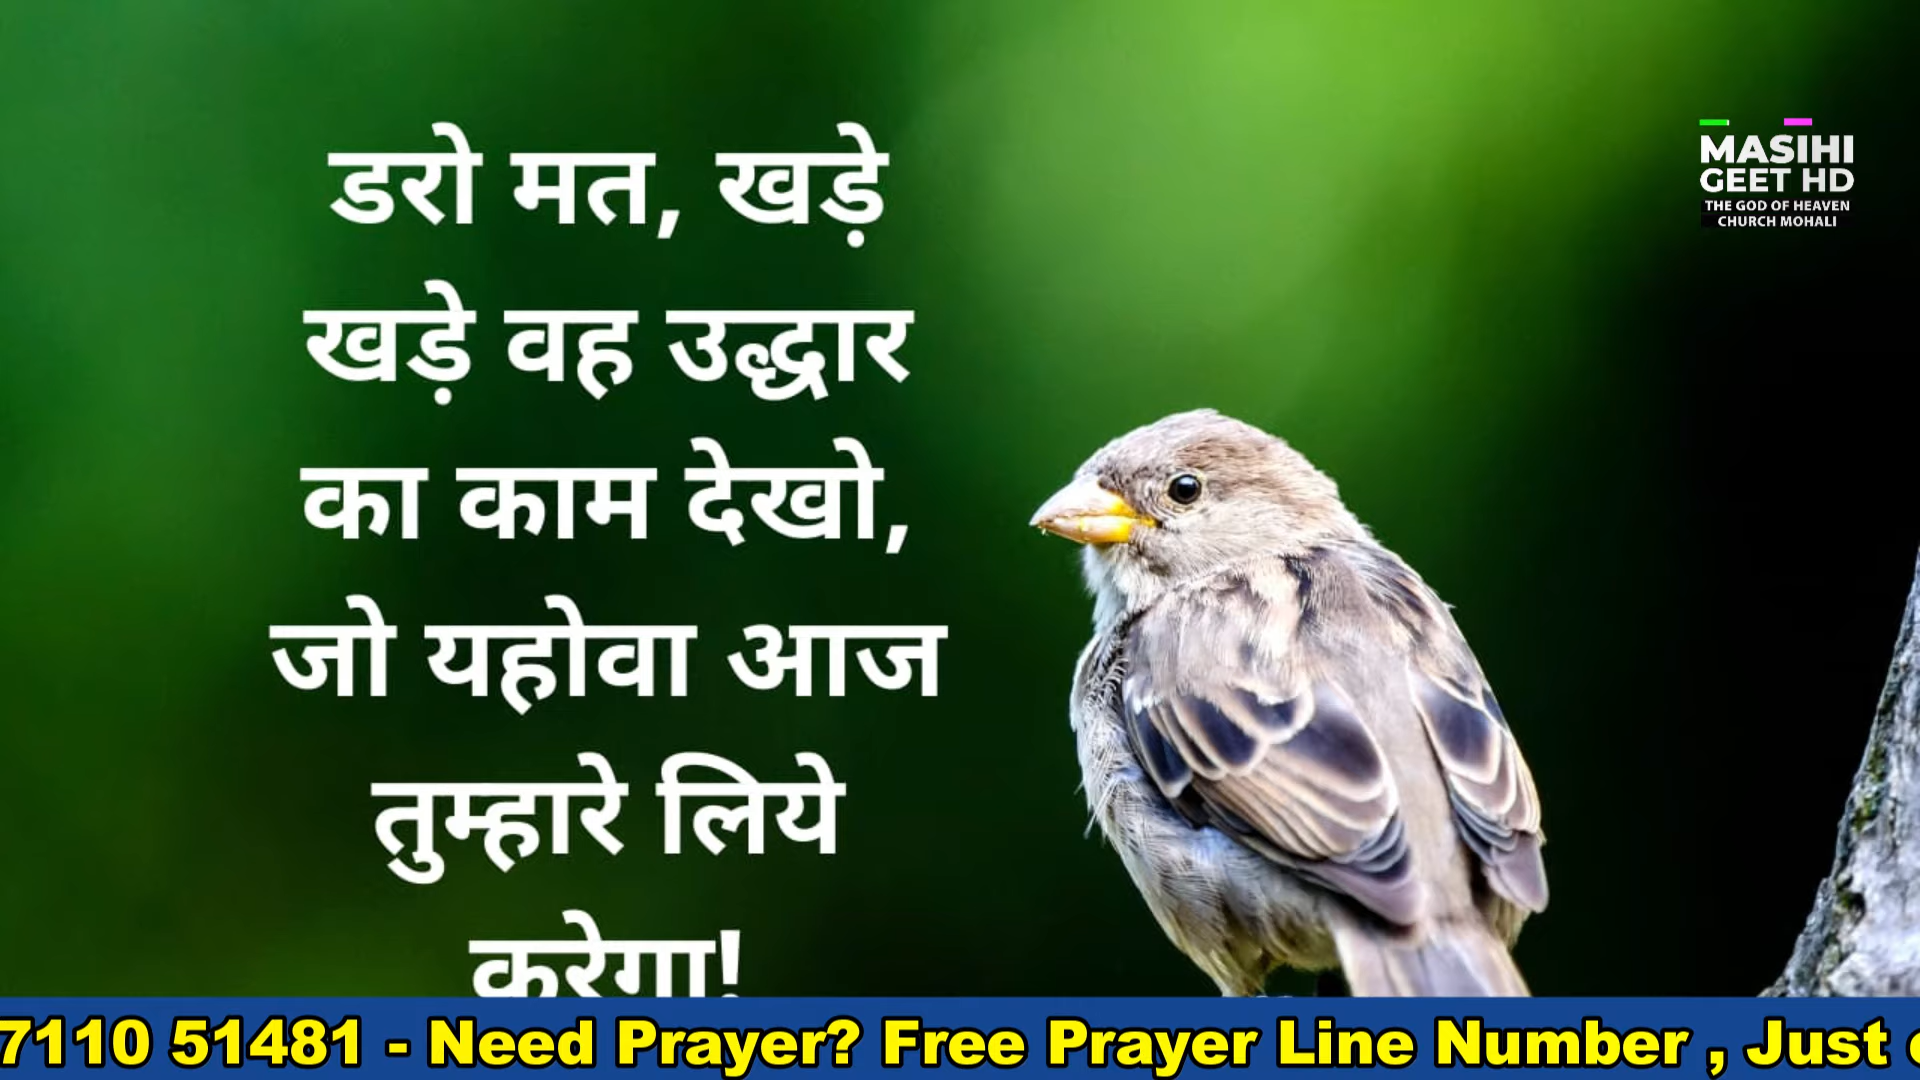 डरो मत, खड़े
खड़े वह उद्धार
का काम देखो,
जो यहोवा आज
तुम्हारे लिये
करेगा!
MASIHI
GEET HD
THE GOD OF HEAVEN
CHURCH MOHALI
7110 51481 - Need Prayer? Free Prayer Line Number , Just